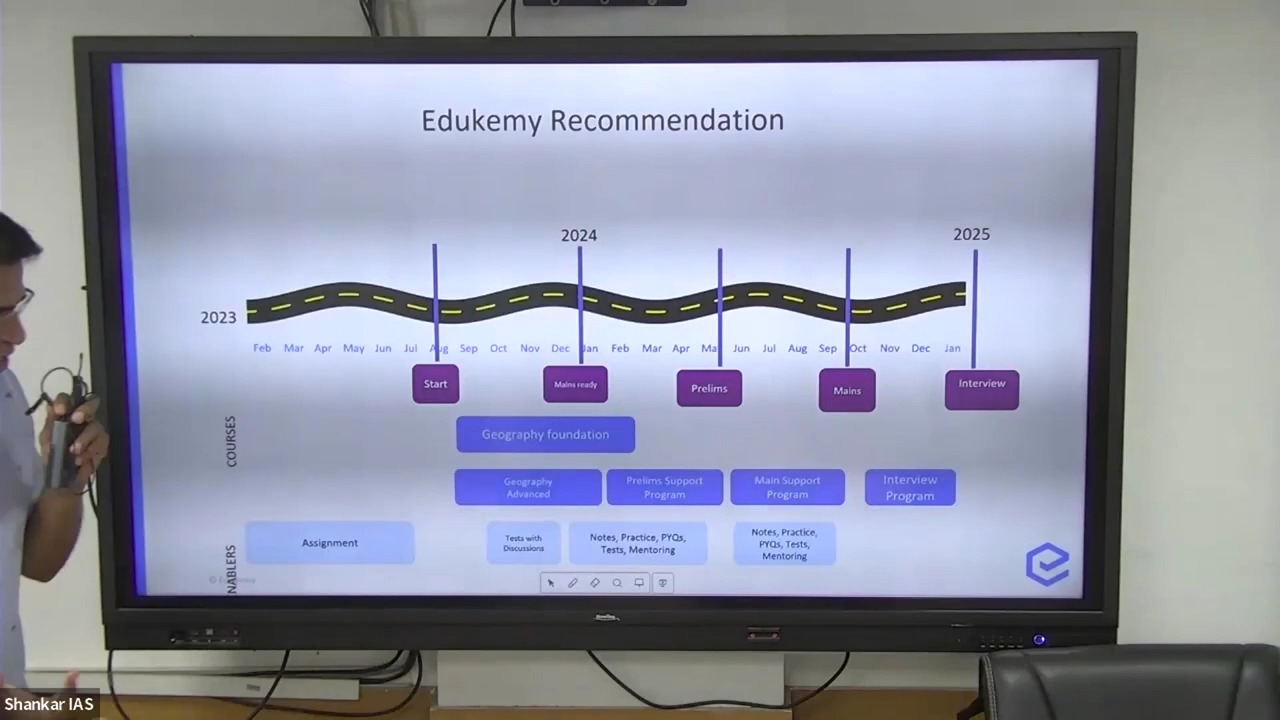 Edukemy Recommendation
2024
2025
2023
Feb Mar Apr May Jun Jul Aug Sep Oct Nov Dec Jan Feb Mar Apr May Jun Jul Aug Sep Oct Nov Dec Jan
Start
Mains ready
Prelims
Mains
Interview
COURSES
Geography foundation
Geography
Advanced
Prelims Support
Program
Main Support
Program
Interview
Program
NABLERS
Assignment
Tests with
Discussions
Notes, Practice, PYQs,
Tests, Mentoring
Notes, Practice,
PYQs, Tests,
Mentoring
Shankar IAS